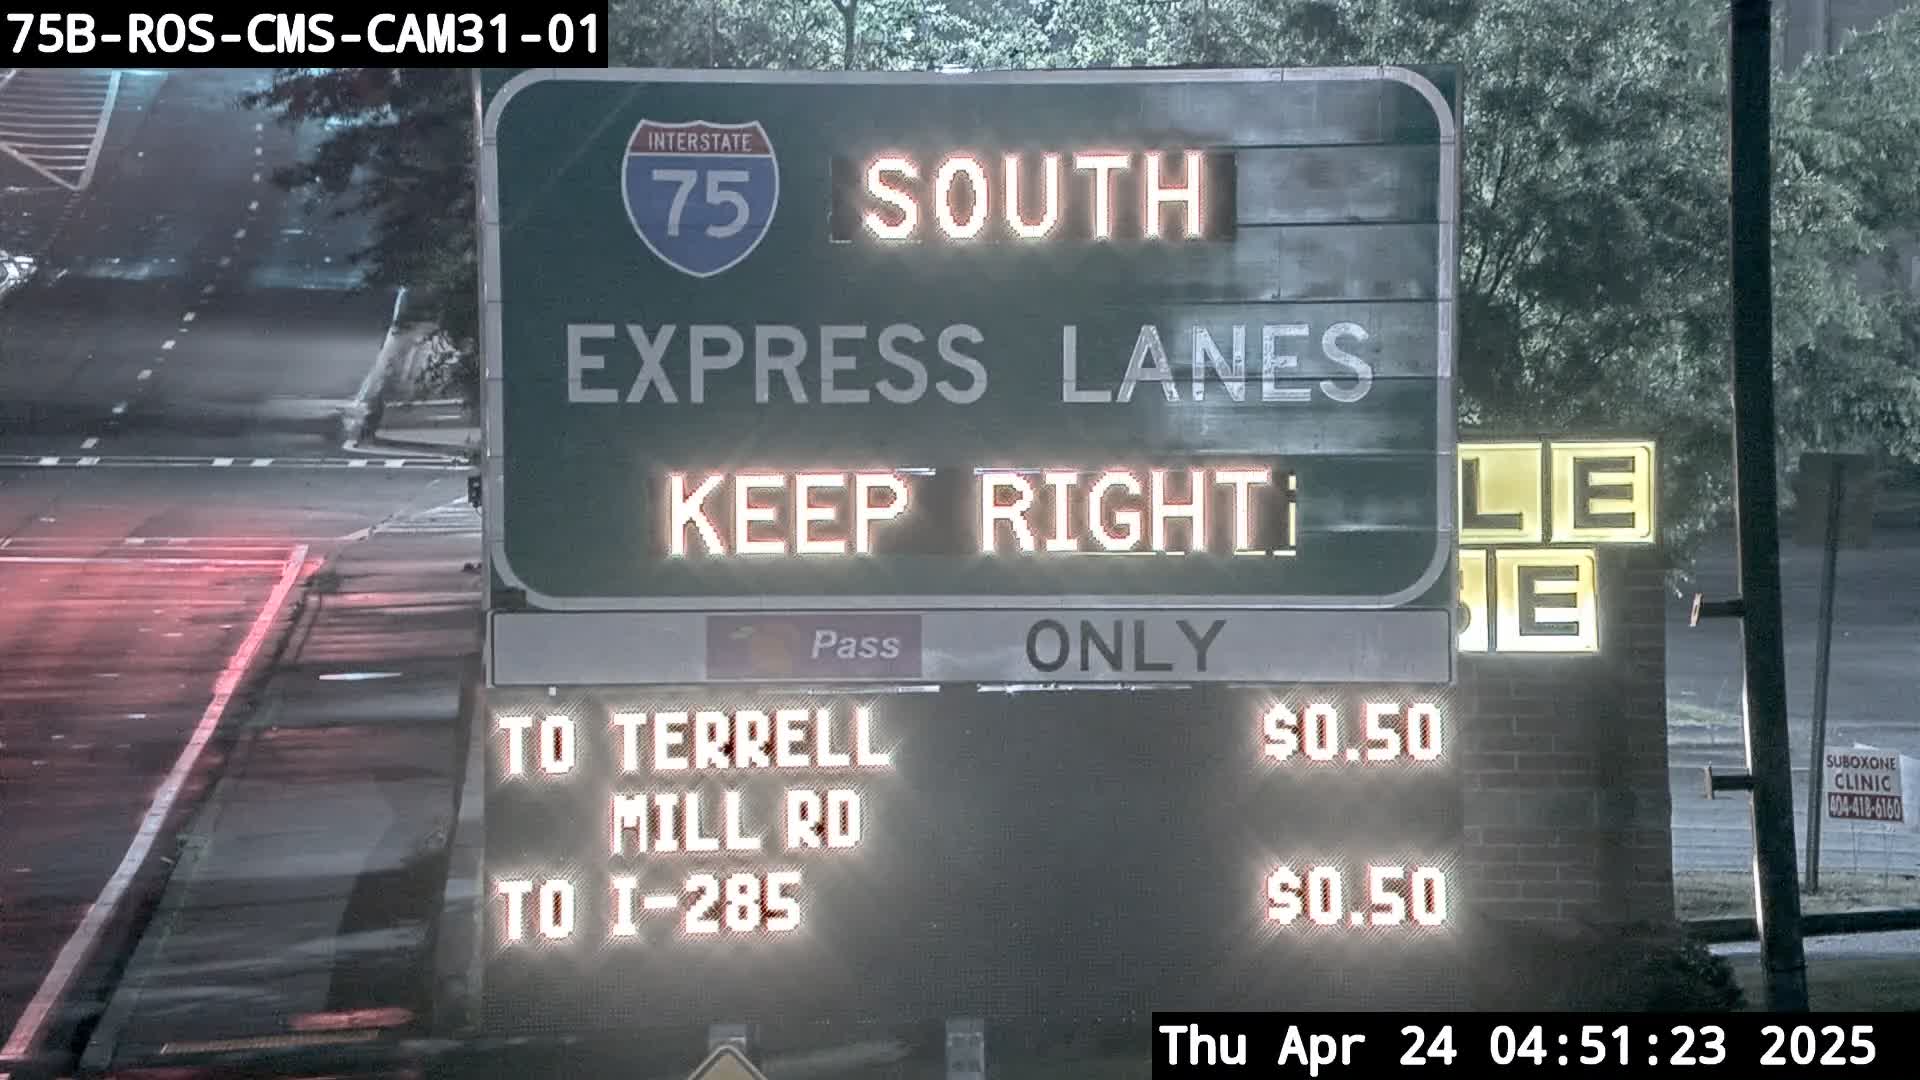 75B-ROS-CMS-CAM31-01
INTERSTATE
75
SOUTH
EXPRESS LANES
KEEP RIGHT
Pass ONLY
TO TERRELL $0.50
MILL RD
TO I-285 $0.50
LE
E
SUBOXONE
CLINIC
404-418-6160
Thu Apr 24 04:51:23 2025